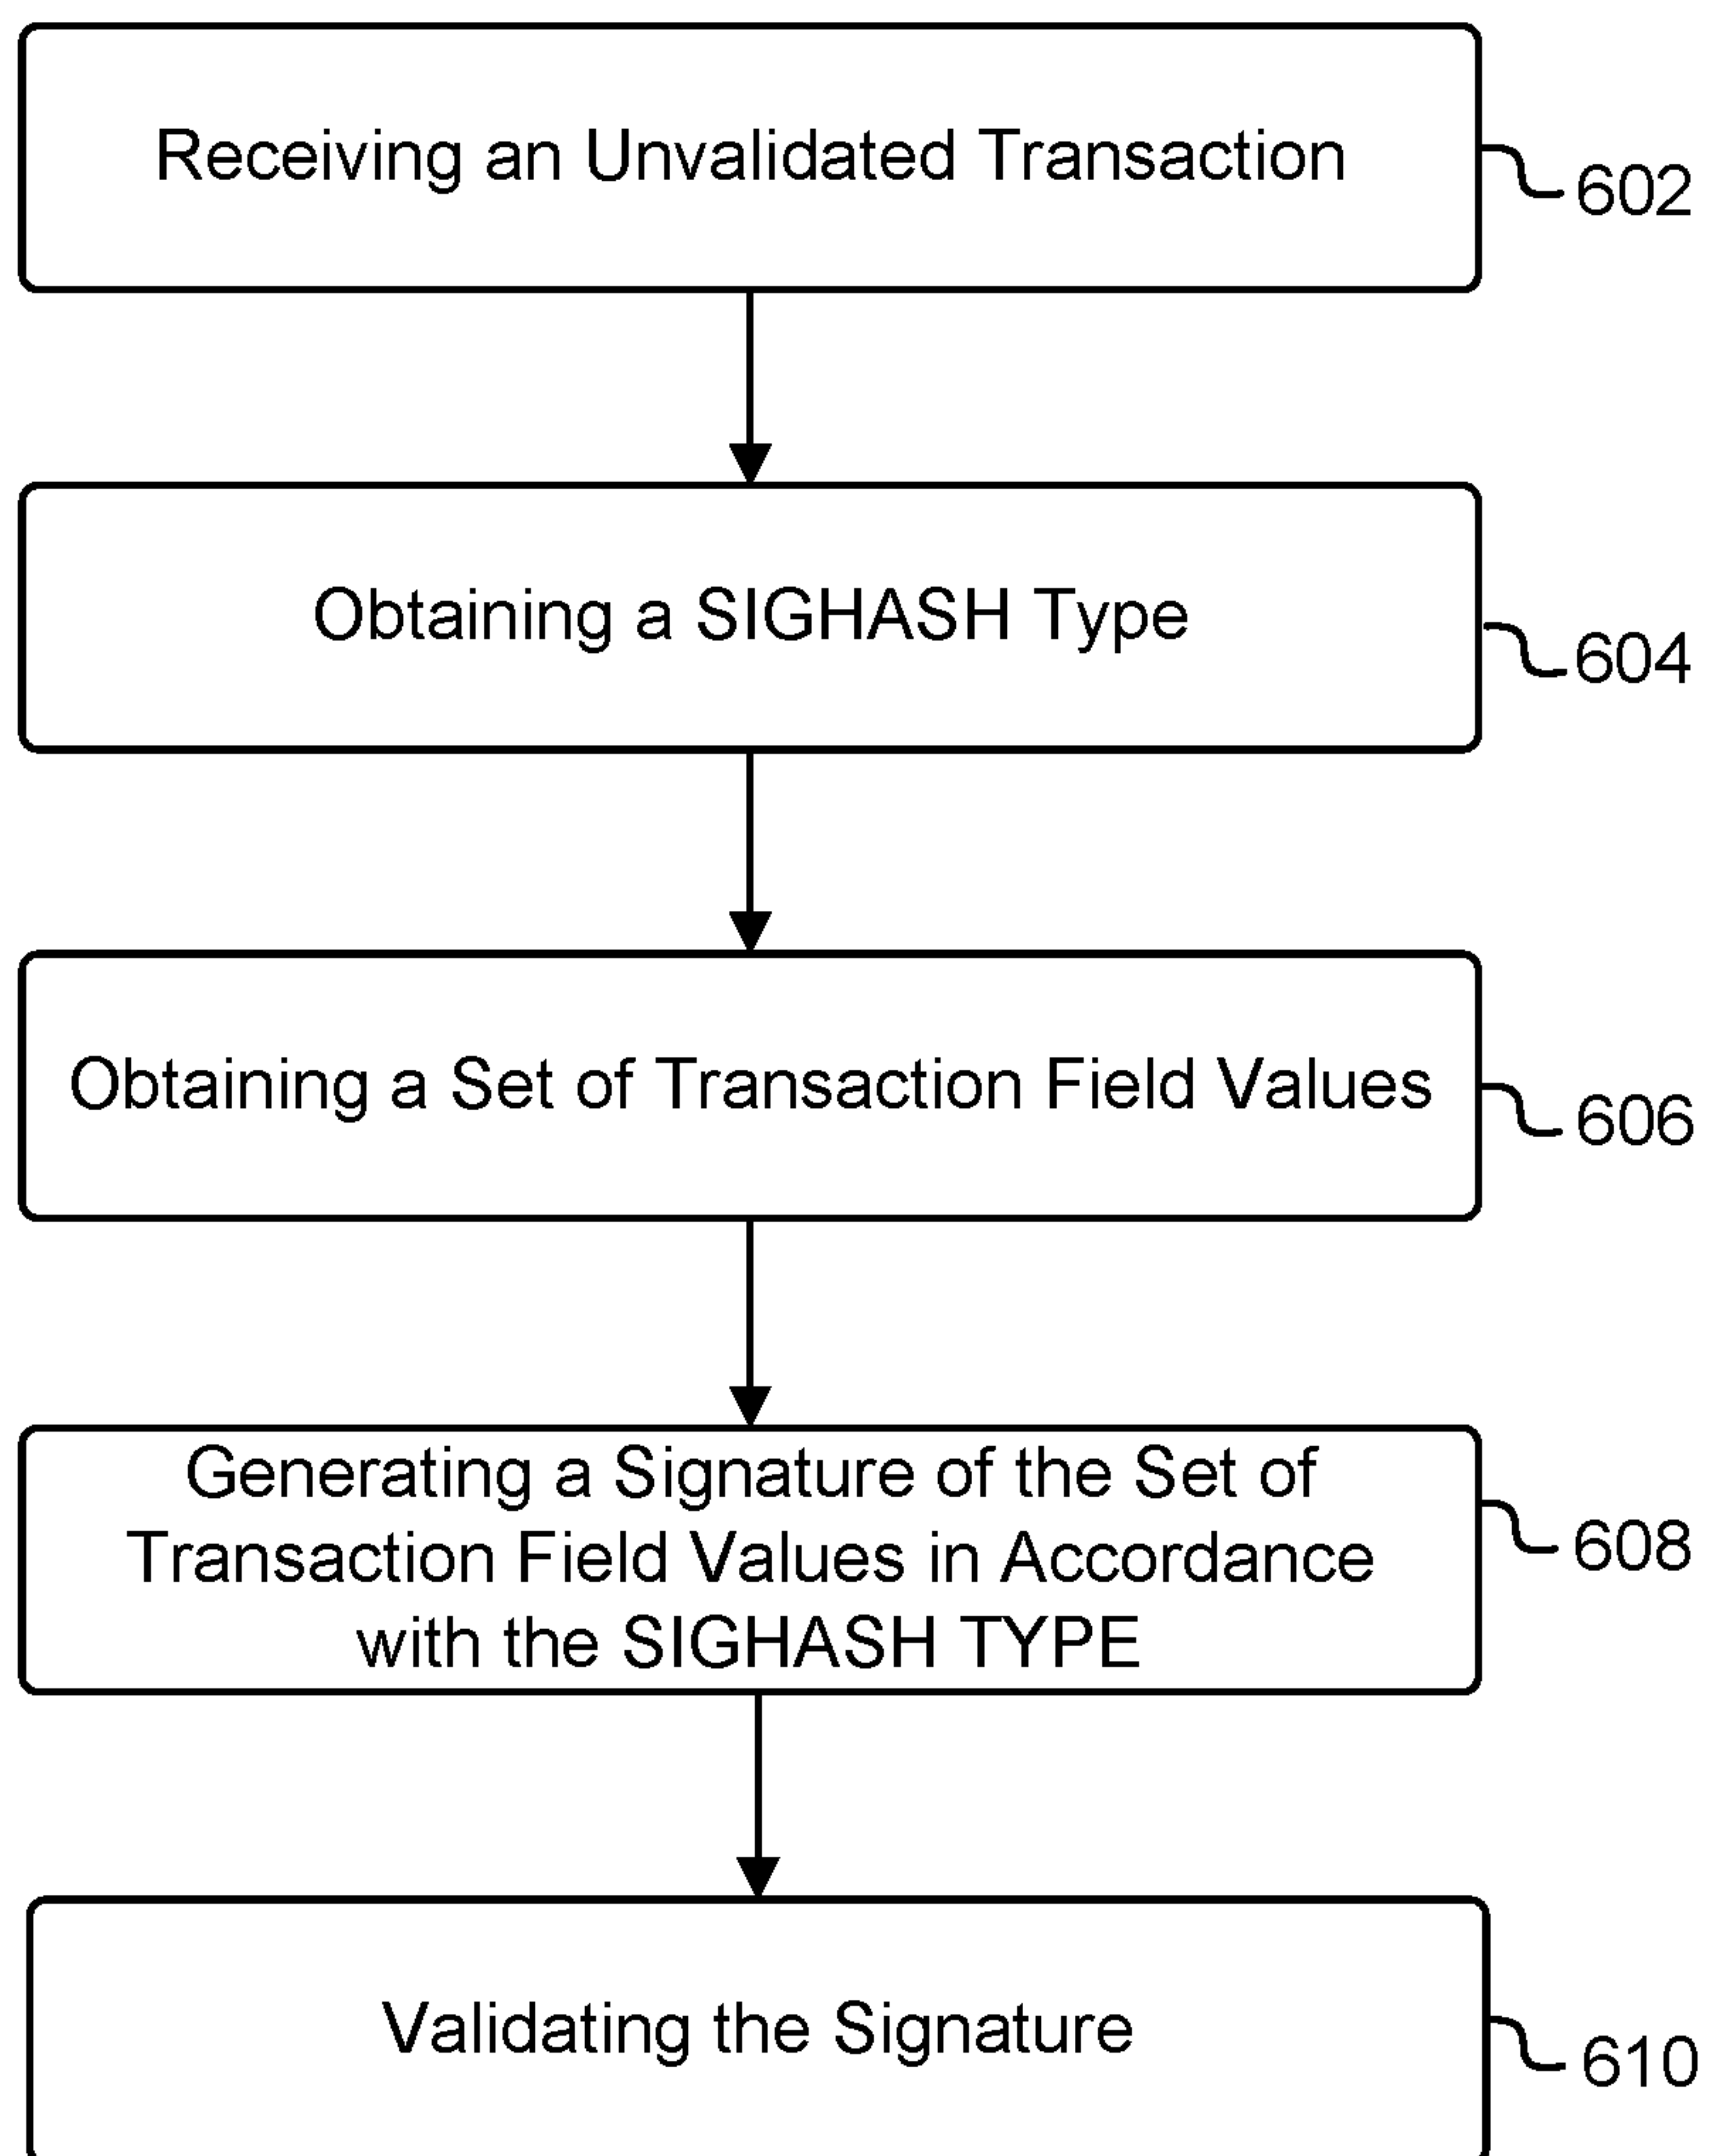 Receiving an Unvalidated Transaction
602
Obtaining a SIGHASH Type
604
Obtaining a Set of Transaction Field Values
606
Generating a Signature of the Set of
Transaction Field Values in Accordance
with the SIGHASH TYPE
608
Validating the Signature
610